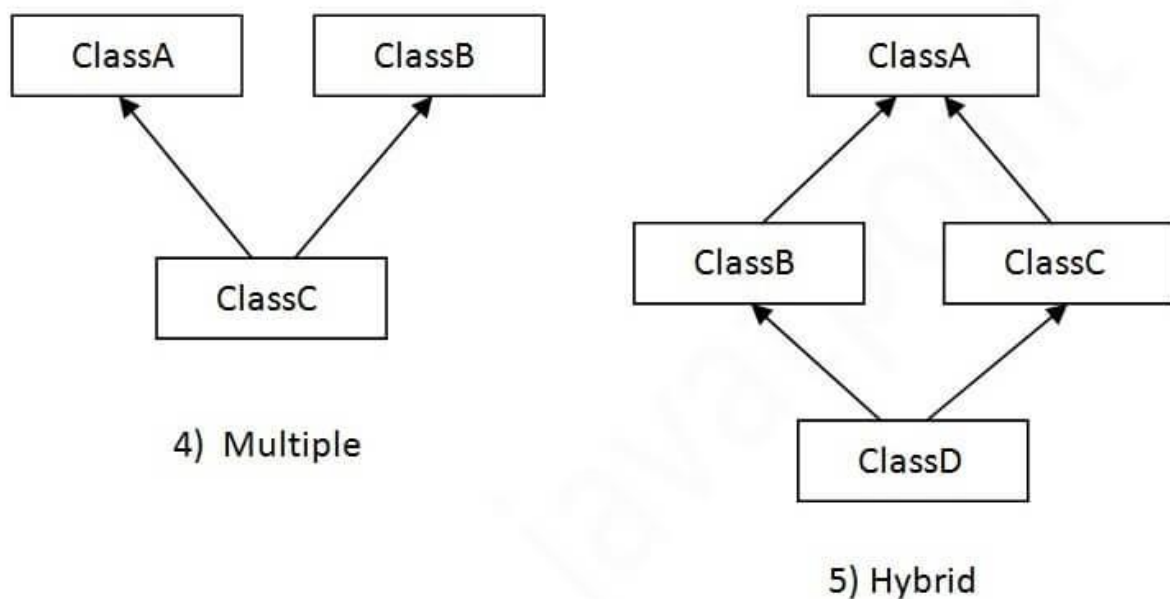 ClassA
ClassB
ClassC
4) Multiple
ClassA
ClassB
ClassC
ClassD
5) Hybrid